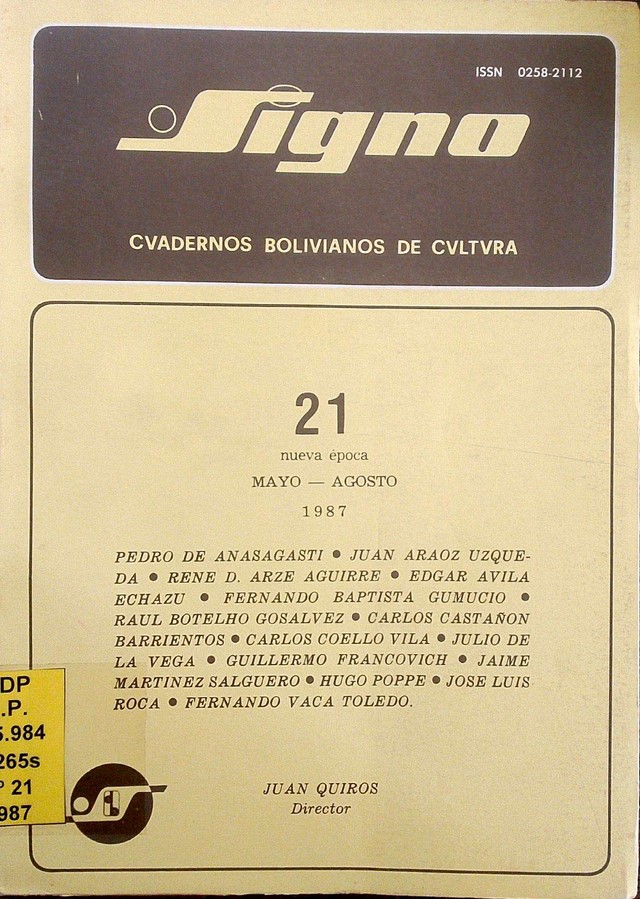 ISSN 0258-2112
Signo
CVADERNOS BOLIVIANOS DE CVLTVRA
21
nueva época
MAYO — AGOSTO
1987
PEDRO DE ANASAGASTI ● JUAN ARAOZ UZQUE-
DA ● RENE D. ARZE AGUIRRE ● EDGAR AVILA
ECHAZU ● FERNANDO BAPTISTA GUMUCIO ●
RAUL BOTELHO GOSALVEZ ● CARLOS CASTAÑON
BARRIENTOS ● CARLOS COELLO VILA ● JULIO DE
LA VEGA ● GUILLERMO FRANCOVICH ● JAIME
MARTINEZ SALGUERO ● HUGO POPPE ● JOSE LUIS
ROCA ● FERNANDO VACA TOLEDO.
JUAN QUIROS
Director
DP
.P.
5.984
265s
º 21
987